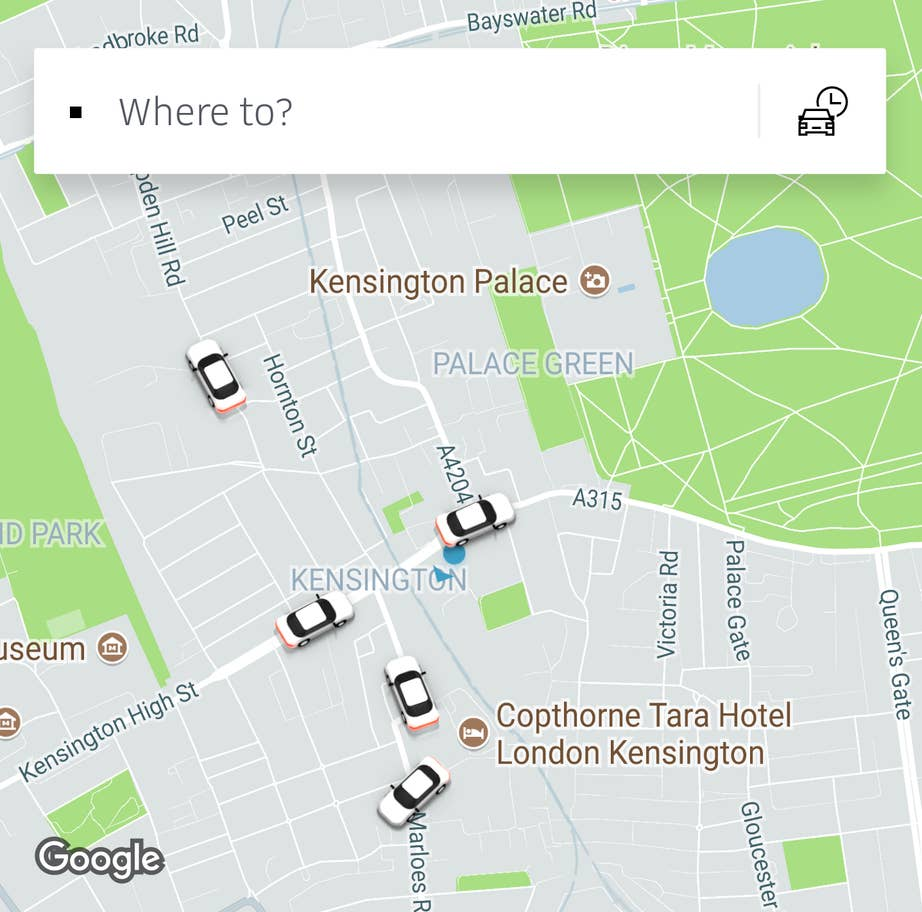 Bayswater Rd
dbroke Rd
Where to?
oden Hill Rd
Peel St
Kensington Palace
PALACE GREEN
Hornton St
A4204
A315
ND PARK
KENSINGTON
Victoria Rd
Palace Gate
Queen's Gate
useum
Kensington High St
Copthorne Tara Hotel
London Kensington
Marloes R
Gloucester
Google